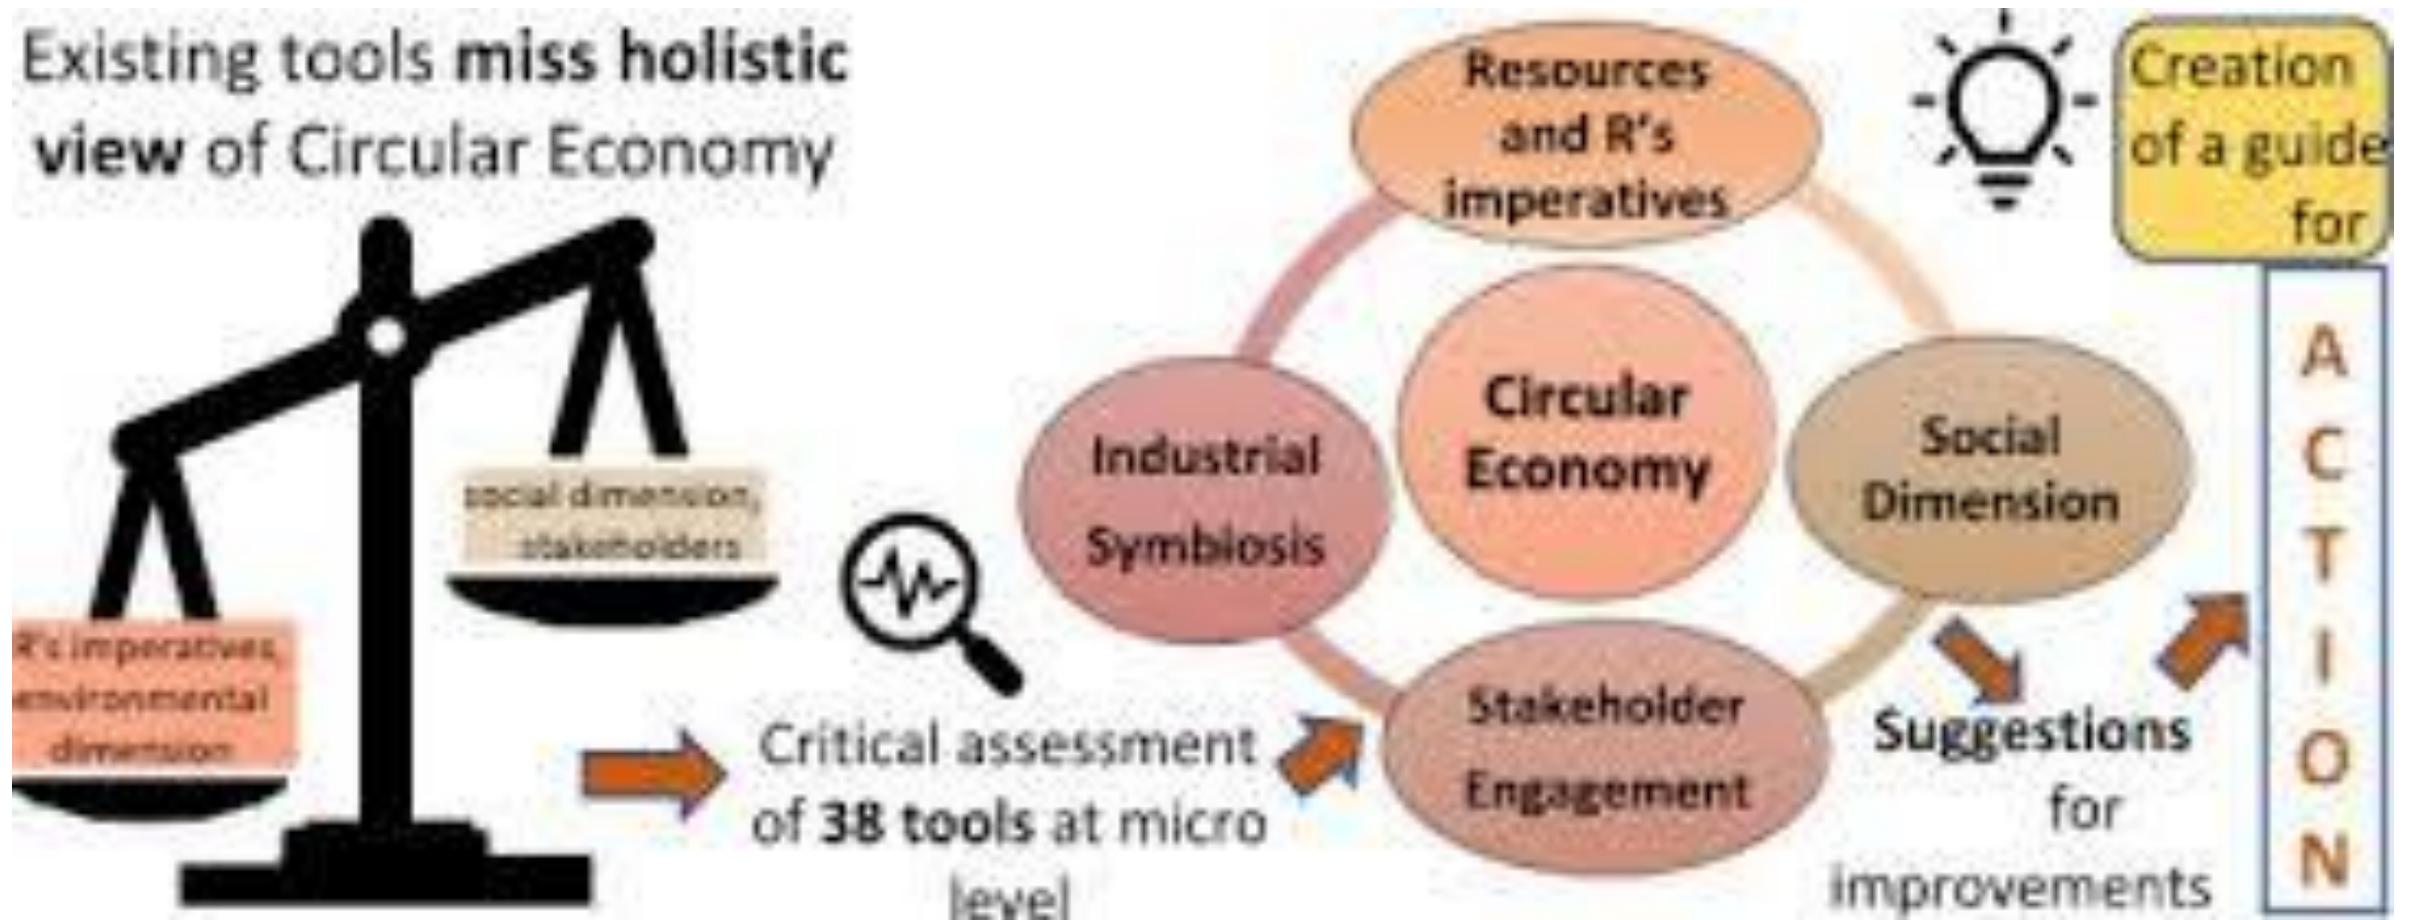 Existing tools miss holistic
view of Circular Economy
social dimension,
stakeholders
R's imperatives,
environmental
dimension
Critical assessment
of 38 tools at micro
level
Resources
and R's
imperatives
Circular
Economy
Industrial
Symbiosis
Social
Dimension
Stakeholder
Engagement
Suggestions
for
improvements
Creation
of a guide
for
A
C
T
I
O
N